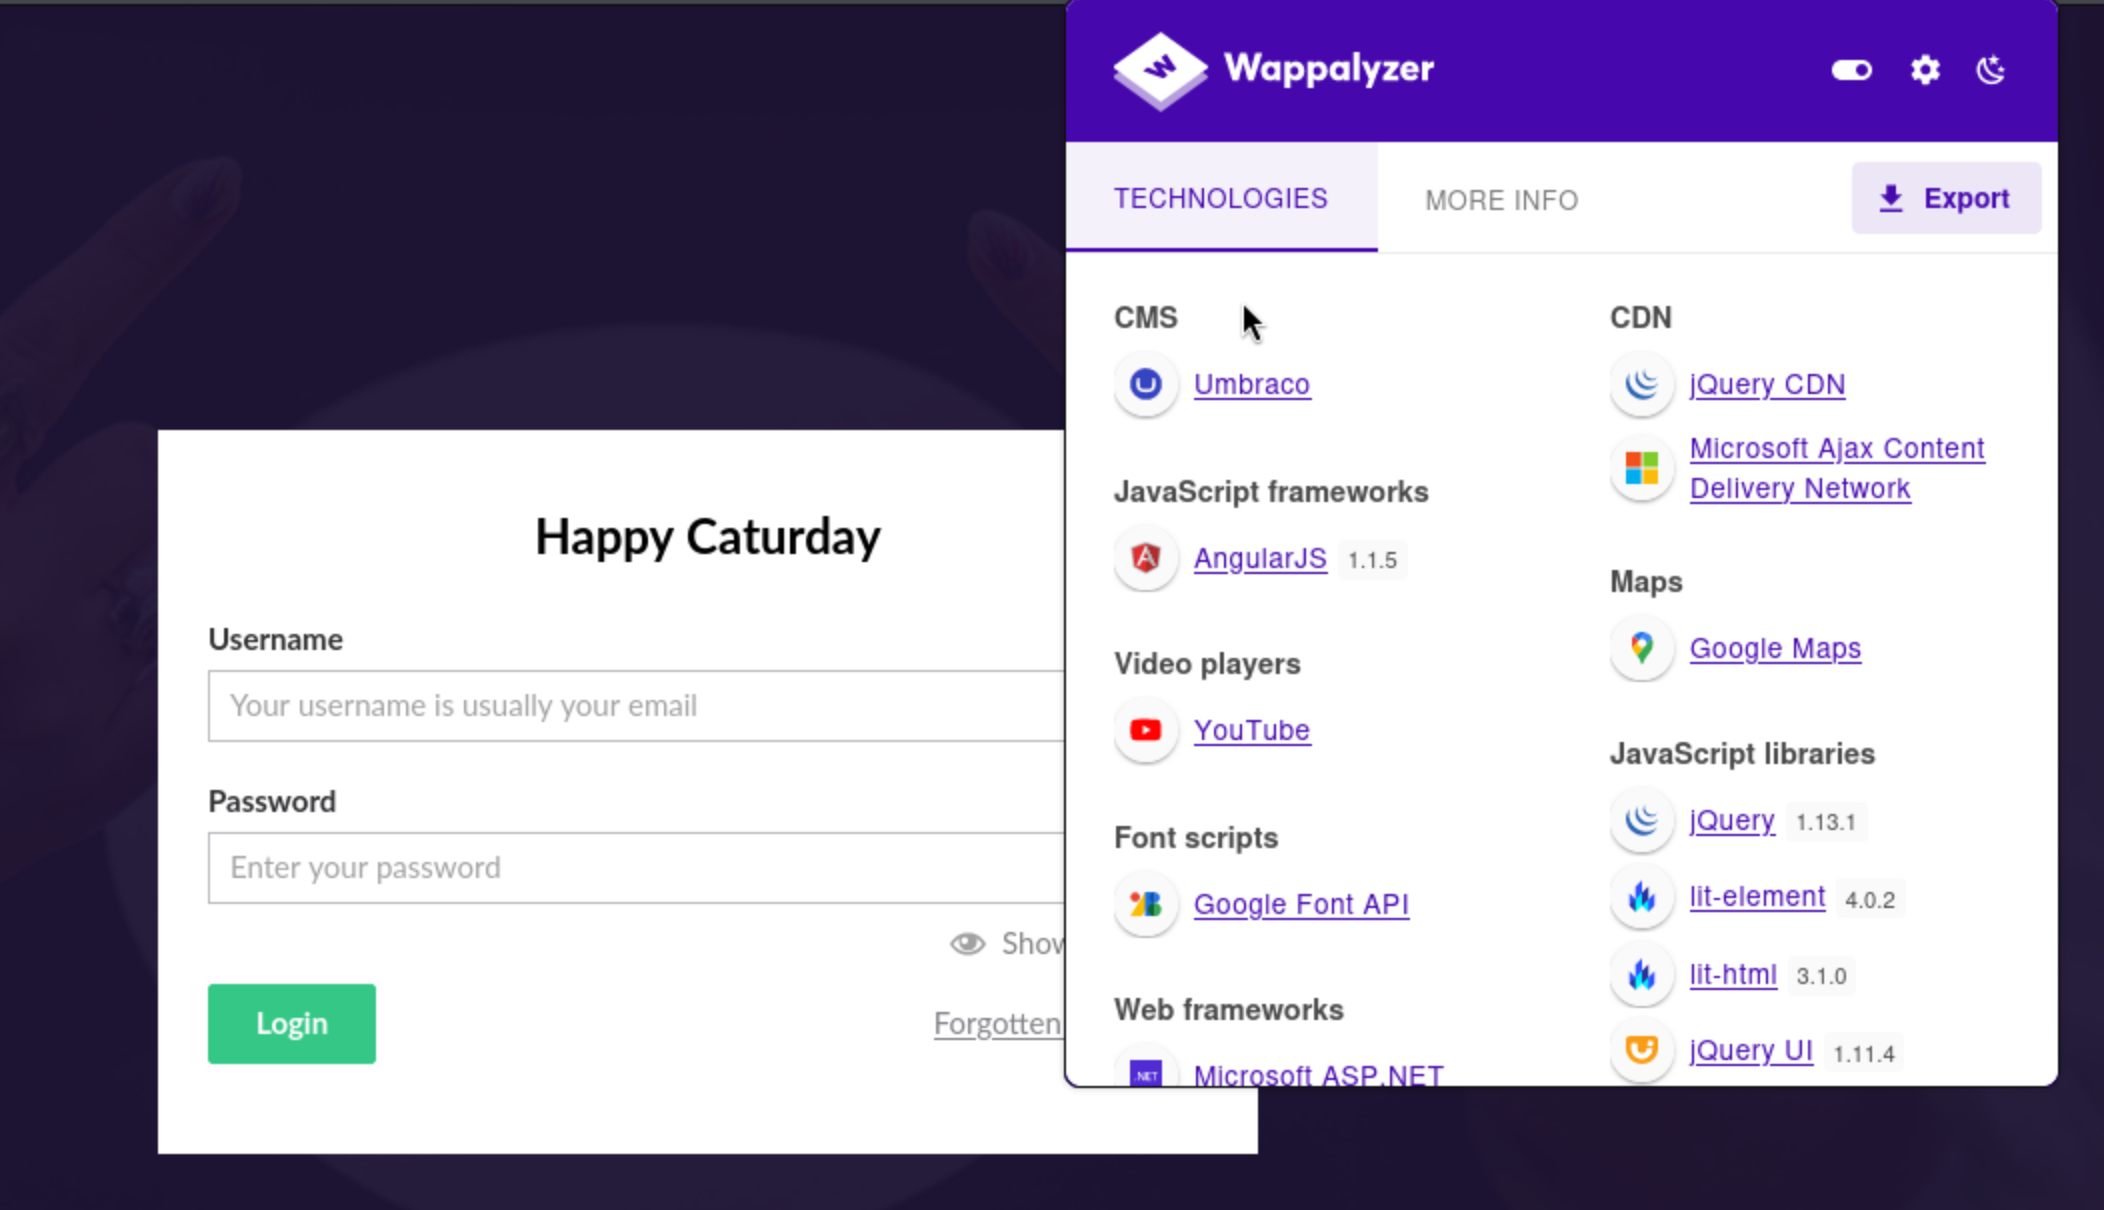 Wappalyzer
TECHNOLOGIES
MORE INFO
Export
CMS
Umbraco
JavaScript frameworks
AngularJS 1.1.5
Video players
YouTube
Font scripts
Google Font API
Web frameworks
.NET Microsoft ASP.NET
CDN
jQuery CDN
Microsoft Ajax Content
Delivery Network
Maps
Google Maps
JavaScript libraries
jQuery 1.13.1
lit-element 4.0.2
lit-html 3.1.0
jQuery UI 1.11.4
Happy Caturday
Username
Your username is usually your email
Password
Enter your password
Show
Login
Forgotten